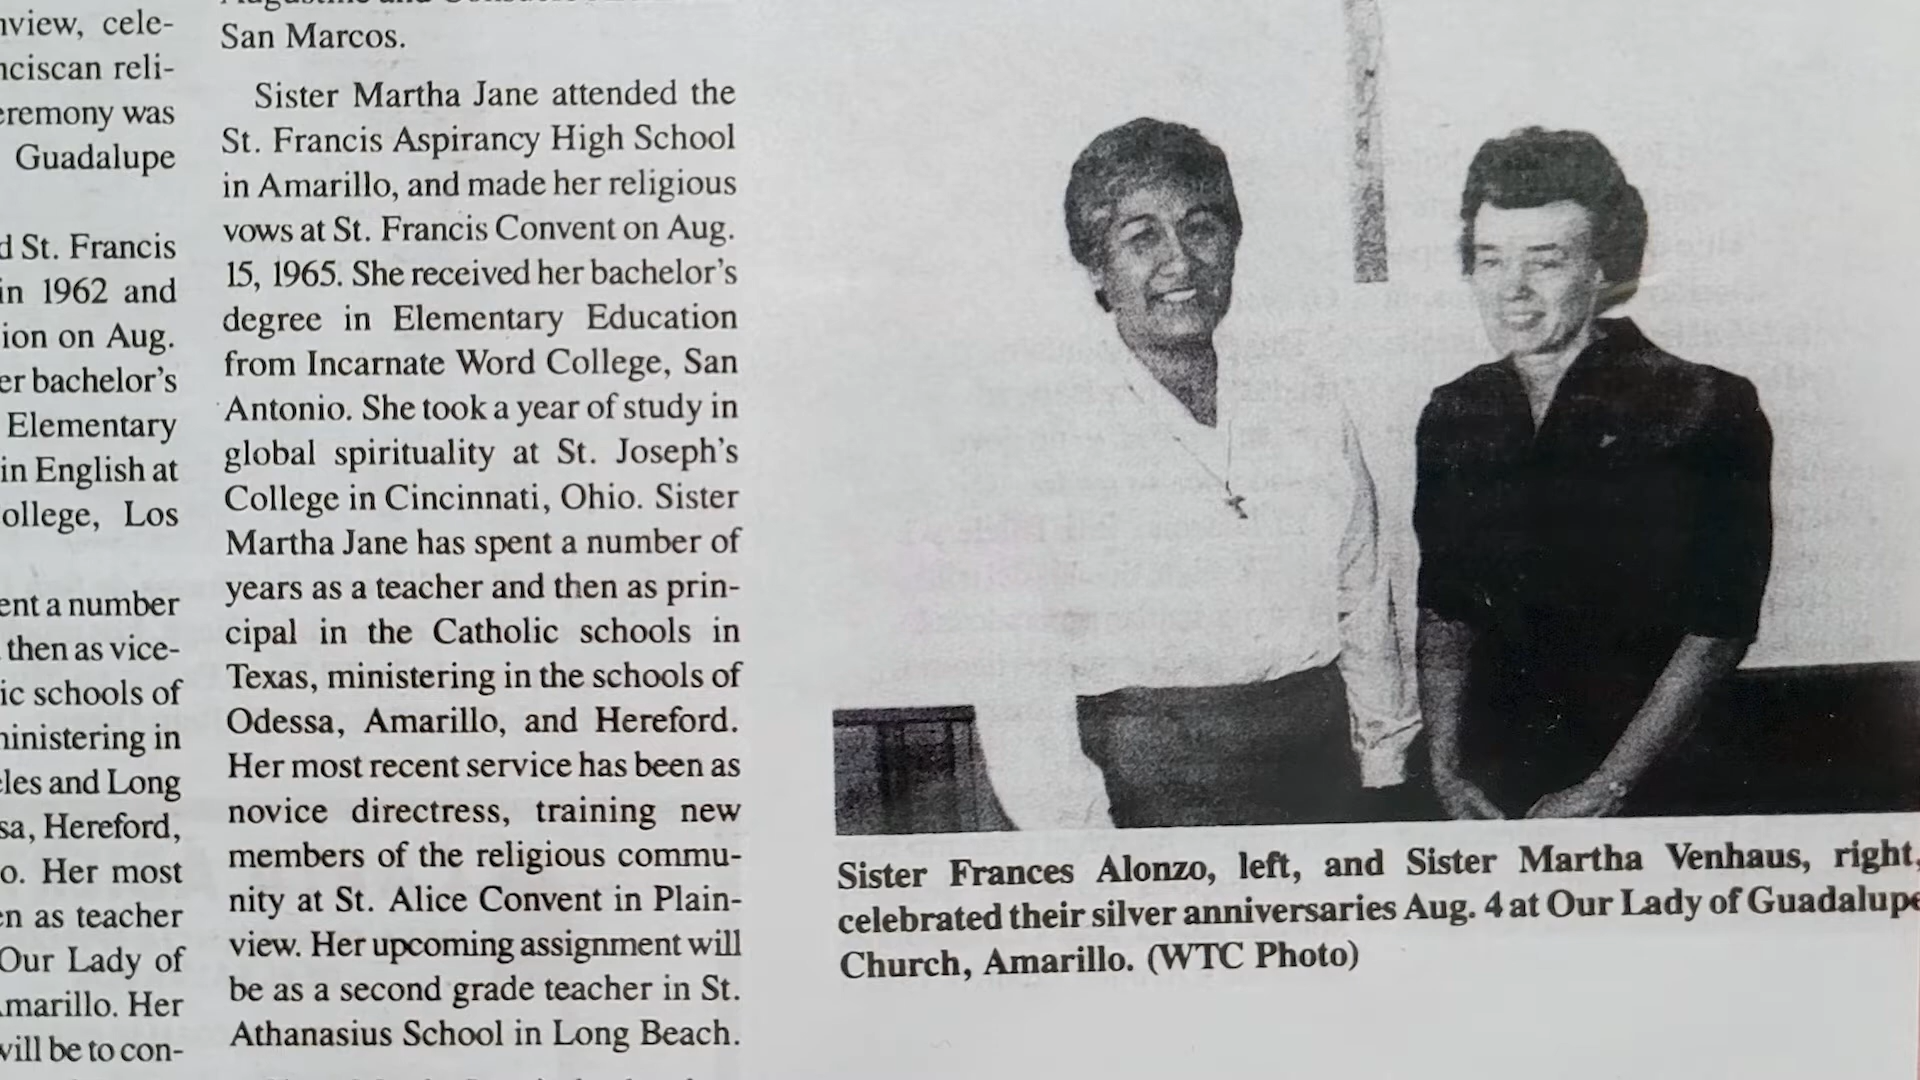 nview, cele-
nciscan reli-
eremony was
Guadalupe
d St. Francis
in 1962 and
ion on Aug.
er bachelor's
Elementary
in English at
ollege, Los
ent a number
then as vice-
ic schools of
ministering in
eles and Long
sa, Hereford,
o. Her most
en as teacher
Our Lady of
marillo. Her
will be to con-
San Marcos.
Sister Martha Jane attended the
St. Francis Aspirancy High School
in Amarillo, and made her religious
vows at St. Francis Convent on Aug.
15, 1965. She received her bachelor's
degree in Elementary Education
from Incarnate Word College, San
Antonio. She took a year of study in
global spirituality at St. Joseph's
College in Cincinnati, Ohio. Sister
Martha Jane has spent a number of
years as a teacher and then as prin-
cipal in the Catholic schools in
Texas, ministering in the schools of
Odessa, Amarillo, and Hereford.
Her most recent service has been as
novice directress, training new
members of the religious commu-
nity at St. Alice Convent in Plain-
view. Her upcoming assignment will
be as a second grade teacher in St.
Athanasius School in Long Beach.
Sister Frances Alonzo, left, and Sister Martha Venhaus, right,
celebrated their silver anniversaries Aug. 4 at Our Lady of Guadalupe
Church, Amarillo. (WTC Photo)